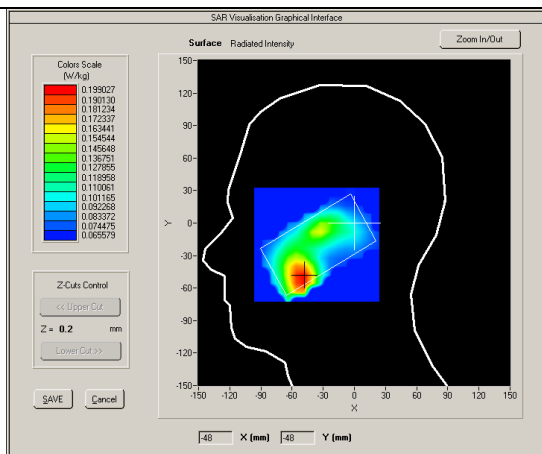 SAR Visualisation Graphical Interface
Surface Radiated Intensity
Zoom In/Out
Colors Scale
(W/kg)
0.199027
0.190130
0.181234
0.172337
0.163441
0.154544
0.145648
0.136751
0.127855
0.118958
0.110061
0.101165
0.092268
0.083372
0.074475
0.065579
Z-Cuts Control
<< Upper Cut
Z = 0.2 mm
Lower Cut >>
SAVE Cancel
150
120
90
60
30
0
-30
-60
-90
-120
-150
Y
-150 -120 -90 -60 -30 0 30 60 90 120 150
X
-48 X (mm) -48 Y (mm)